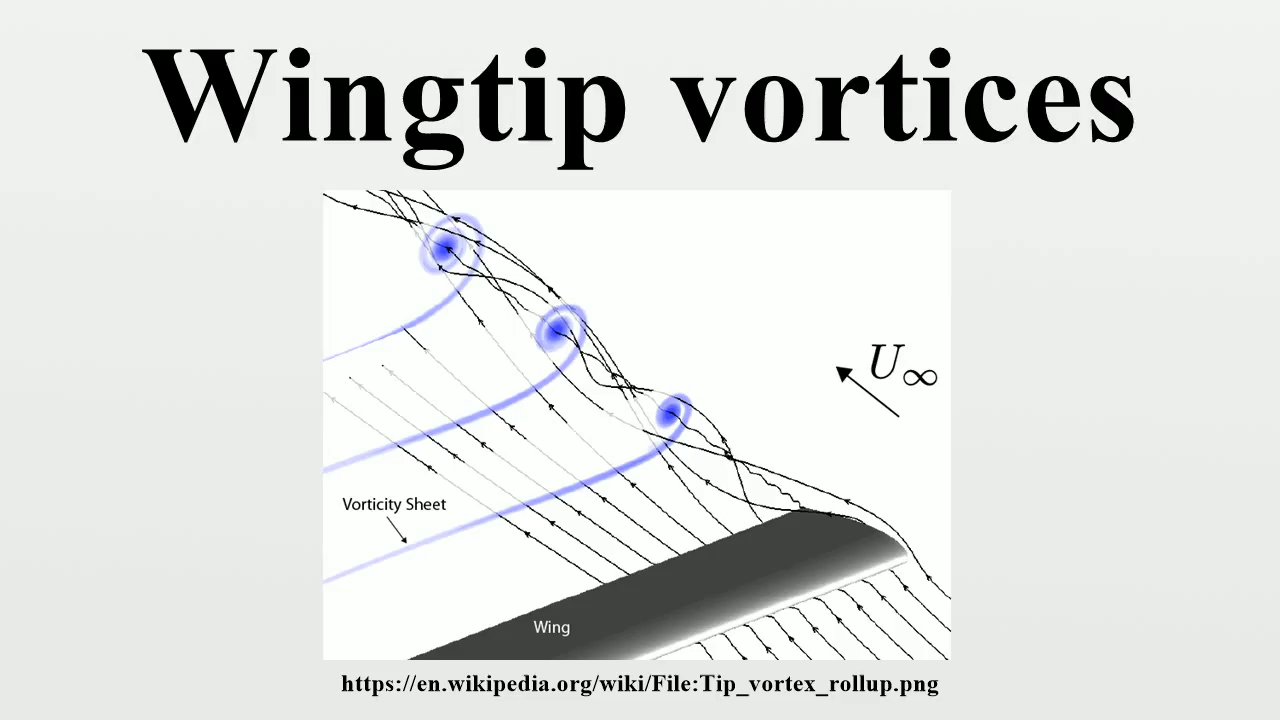 Wingtip vortices
U∞
Vorticity Sheet
Wing
https://en.wikipedia.org/wiki/File:Tip_vortex_rollup.png